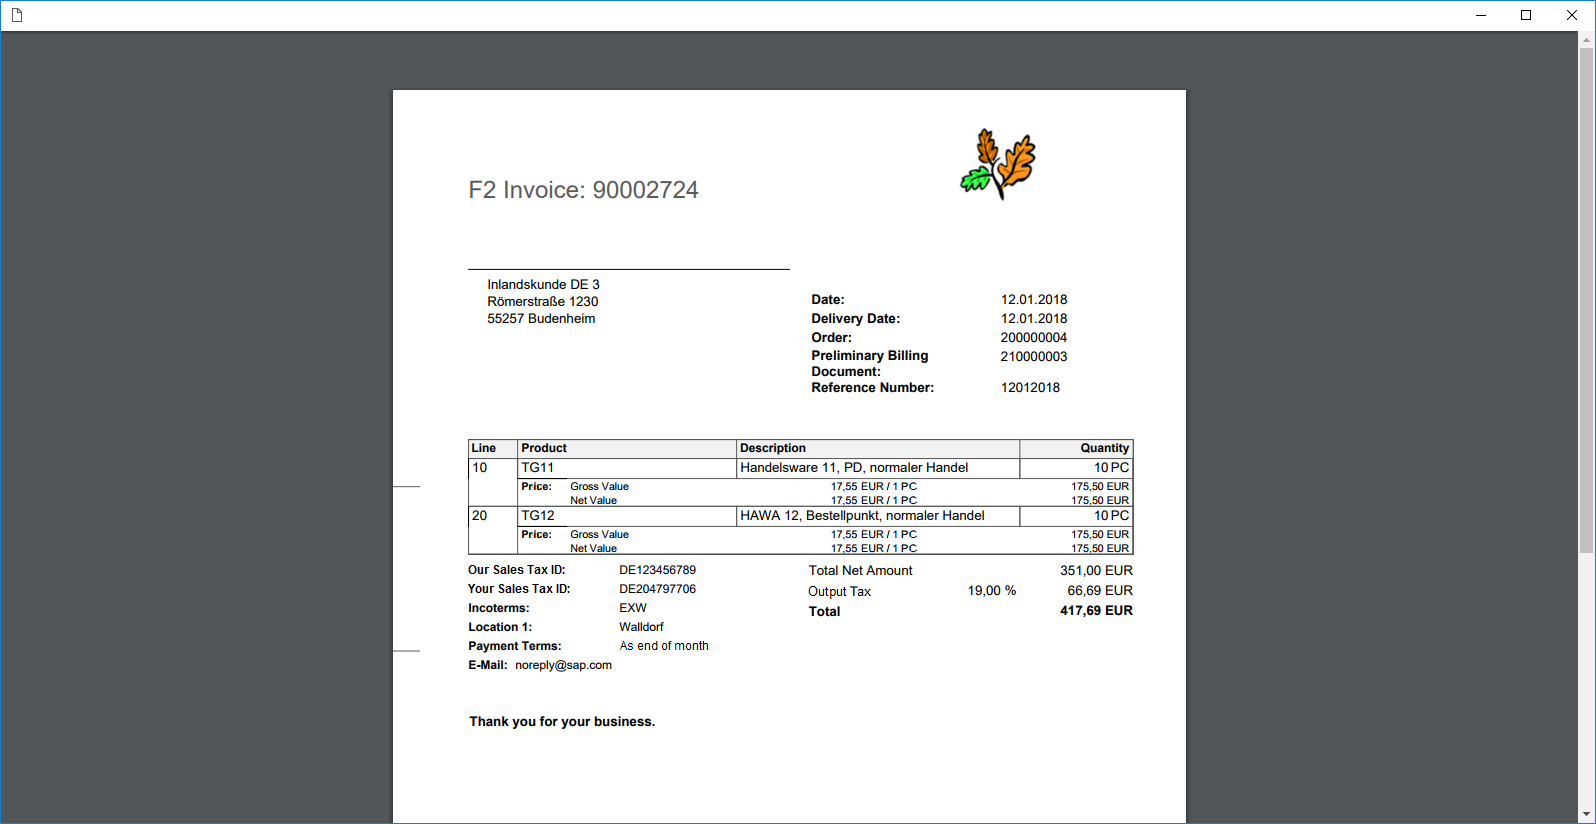 F2 Invoice: 90002724
Inlandskunde DE 3
Römerstraße 1230
55257 Budenheim
Date: 12.01.2018
Delivery Date: 12.01.2018
Order: 200000004
Preliminary Billing 210000003
Document:
Reference Number: 12012018
Line Product Description Quantity
10 TG11 Handelsware 11, PD, normaler Handel 10 PC
Price: Gross Value 17,55 EUR / 1 PC 175,50 EUR
Net Value 17,55 EUR / 1 PC 175,50 EUR
20 TG12 HAWA 12, Bestellpunkt, normaler Handel 10 PC
Price: Gross Value 17,55 EUR / 1 PC 175,50 EUR
Net Value 17,55 EUR / 1 PC 175,50 EUR
Our Sales Tax ID: DE123456789 Total Net Amount 351,00 EUR
Your Sales Tax ID: DE204797706 Output Tax 19,00 % 66,69 EUR
Incoterms: EXW Total 417,69 EUR
Location 1: Walldorf
Payment Terms: As end of month
E-Mail: noreply@sap.com
Thank you for your business.